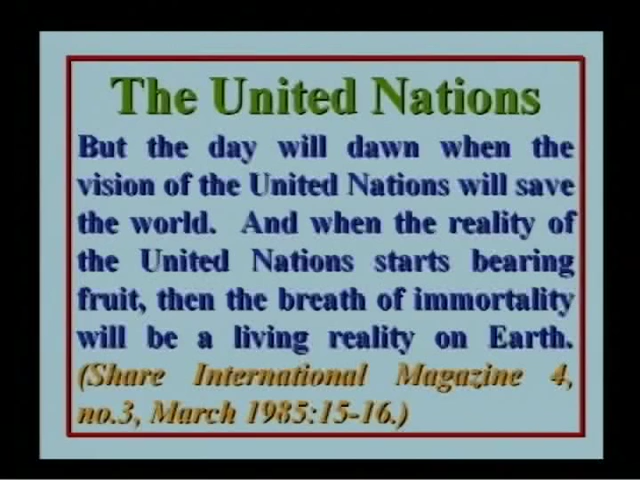 The United Nations
But the day will dawn when the
vision of the United Nations will save
the world. And when the reality of
the United Nations starts bearing
fruit, then the breath of immortality
will be a living reality on Earth.
(Share International Magazine 4,
no.3, March 1985:15-16.)